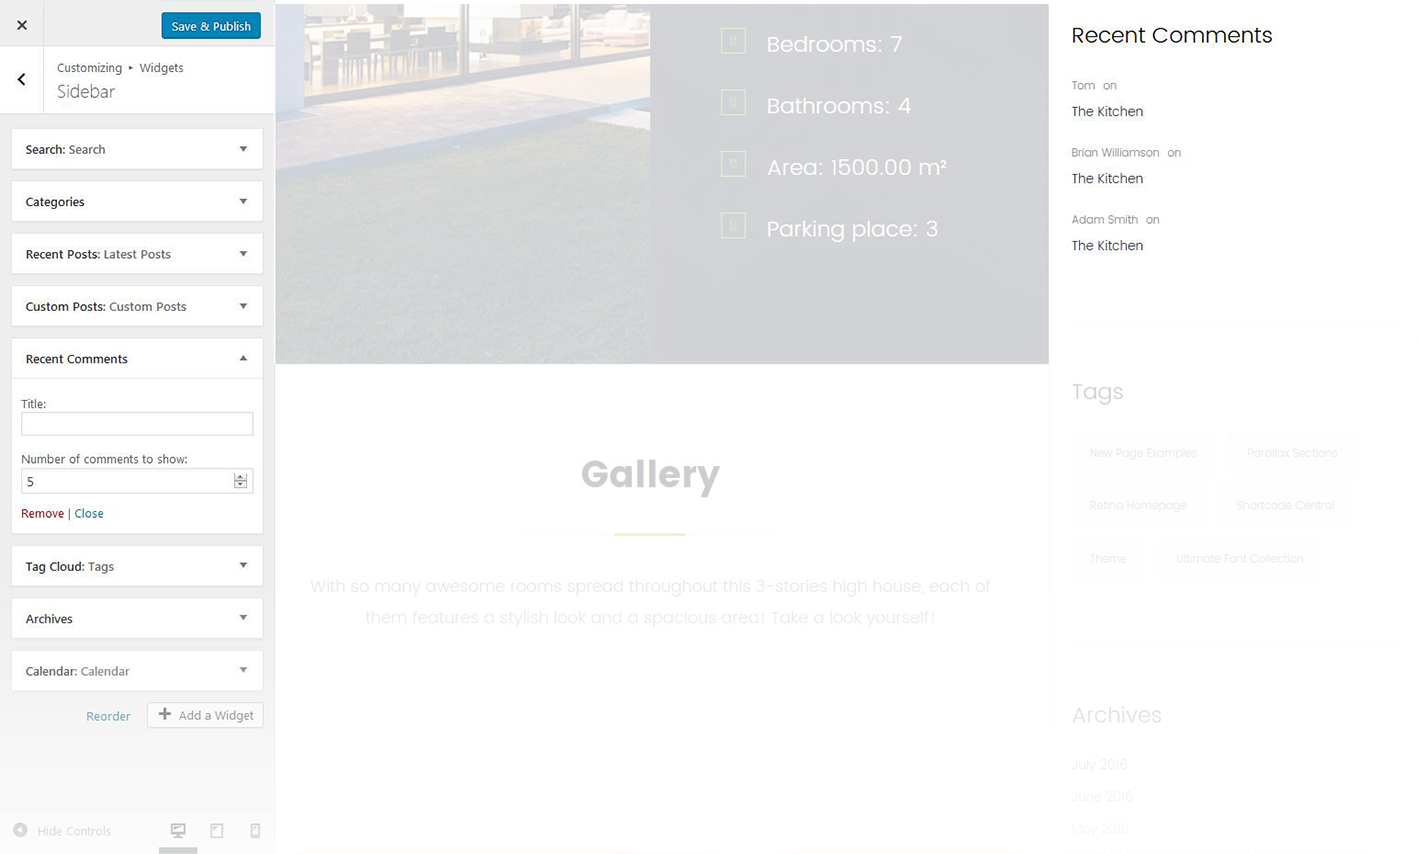 Save & Publish
Customizing ▸ Widgets
Sidebar
Search: Search
Categories
Recent Posts: Latest Posts
Custom Posts: Custom Posts
Recent Comments
Title:
Number of comments to show:
5
Remove | Close
Tag Cloud: Tags
Archives
Calendar: Calendar
Reorder
Add a Widget
Hide Controls
Bedrooms: 7
Bathrooms: 4
Area: 1500.00 m²
Parking place: 3
Gallery
With so many awesome rooms spread throughout this 3-stories high house, each of
them features a stylish look and a spacious area! Take a look yourself!
Recent Comments
Tom on
The Kitchen
Brian Williamson on
The Kitchen
Adam Smith on
The Kitchen
Tags
New Page Examples
Parallax Sections
Retina Homepage
Shortcode Central
Theme
Ultimate Font Collection
Archives
July 2016
June 2016
May 2016